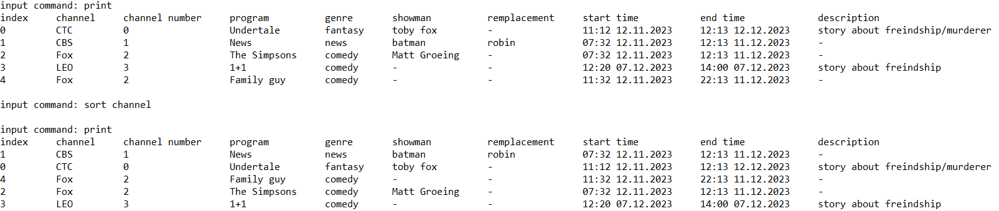 input command: print
index channel channel number program genre showman remplacement start time end time description
0 CTC 0 Undertale fantasy toby fox - 11:12 12.11.2023 12:13 12.12.2023 story about freindship/murderer
1 CBS 1 News news batman robin 07:32 12.11.2023 12:13 11.12.2023 -
2 Fox 2 The Simpsons comedy Matt Groeing - 07:32 12.11.2023 12:13 11.12.2023 -
3 LEO 3 1+1 comedy - - 12:20 07.12.2023 14:00 07.12.2023 story about freindship
4 Fox 2 Family guy comedy - - 11:32 12.11.2023 22:13 11.12.2023 -
input command: sort channel
input command: print
index channel channel number program genre showman remplacement start time end time description
1 CBS 1 News news batman robin 07:32 12.11.2023 12:13 11.12.2023 -
0 CTC 0 Undertale fantasy toby fox - 11:12 12.11.2023 12:13 12.12.2023 story about freindship/murderer
4 Fox 2 Family guy comedy - - 11:32 12.11.2023 22:13 11.12.2023 -
2 Fox 2 The Simpsons comedy Matt Groeing - 07:32 12.11.2023 12:13 11.12.2023 -
3 LEO 3 1+1 comedy - - 12:20 07.12.2023 14:00 07.12.2023 story about freindship